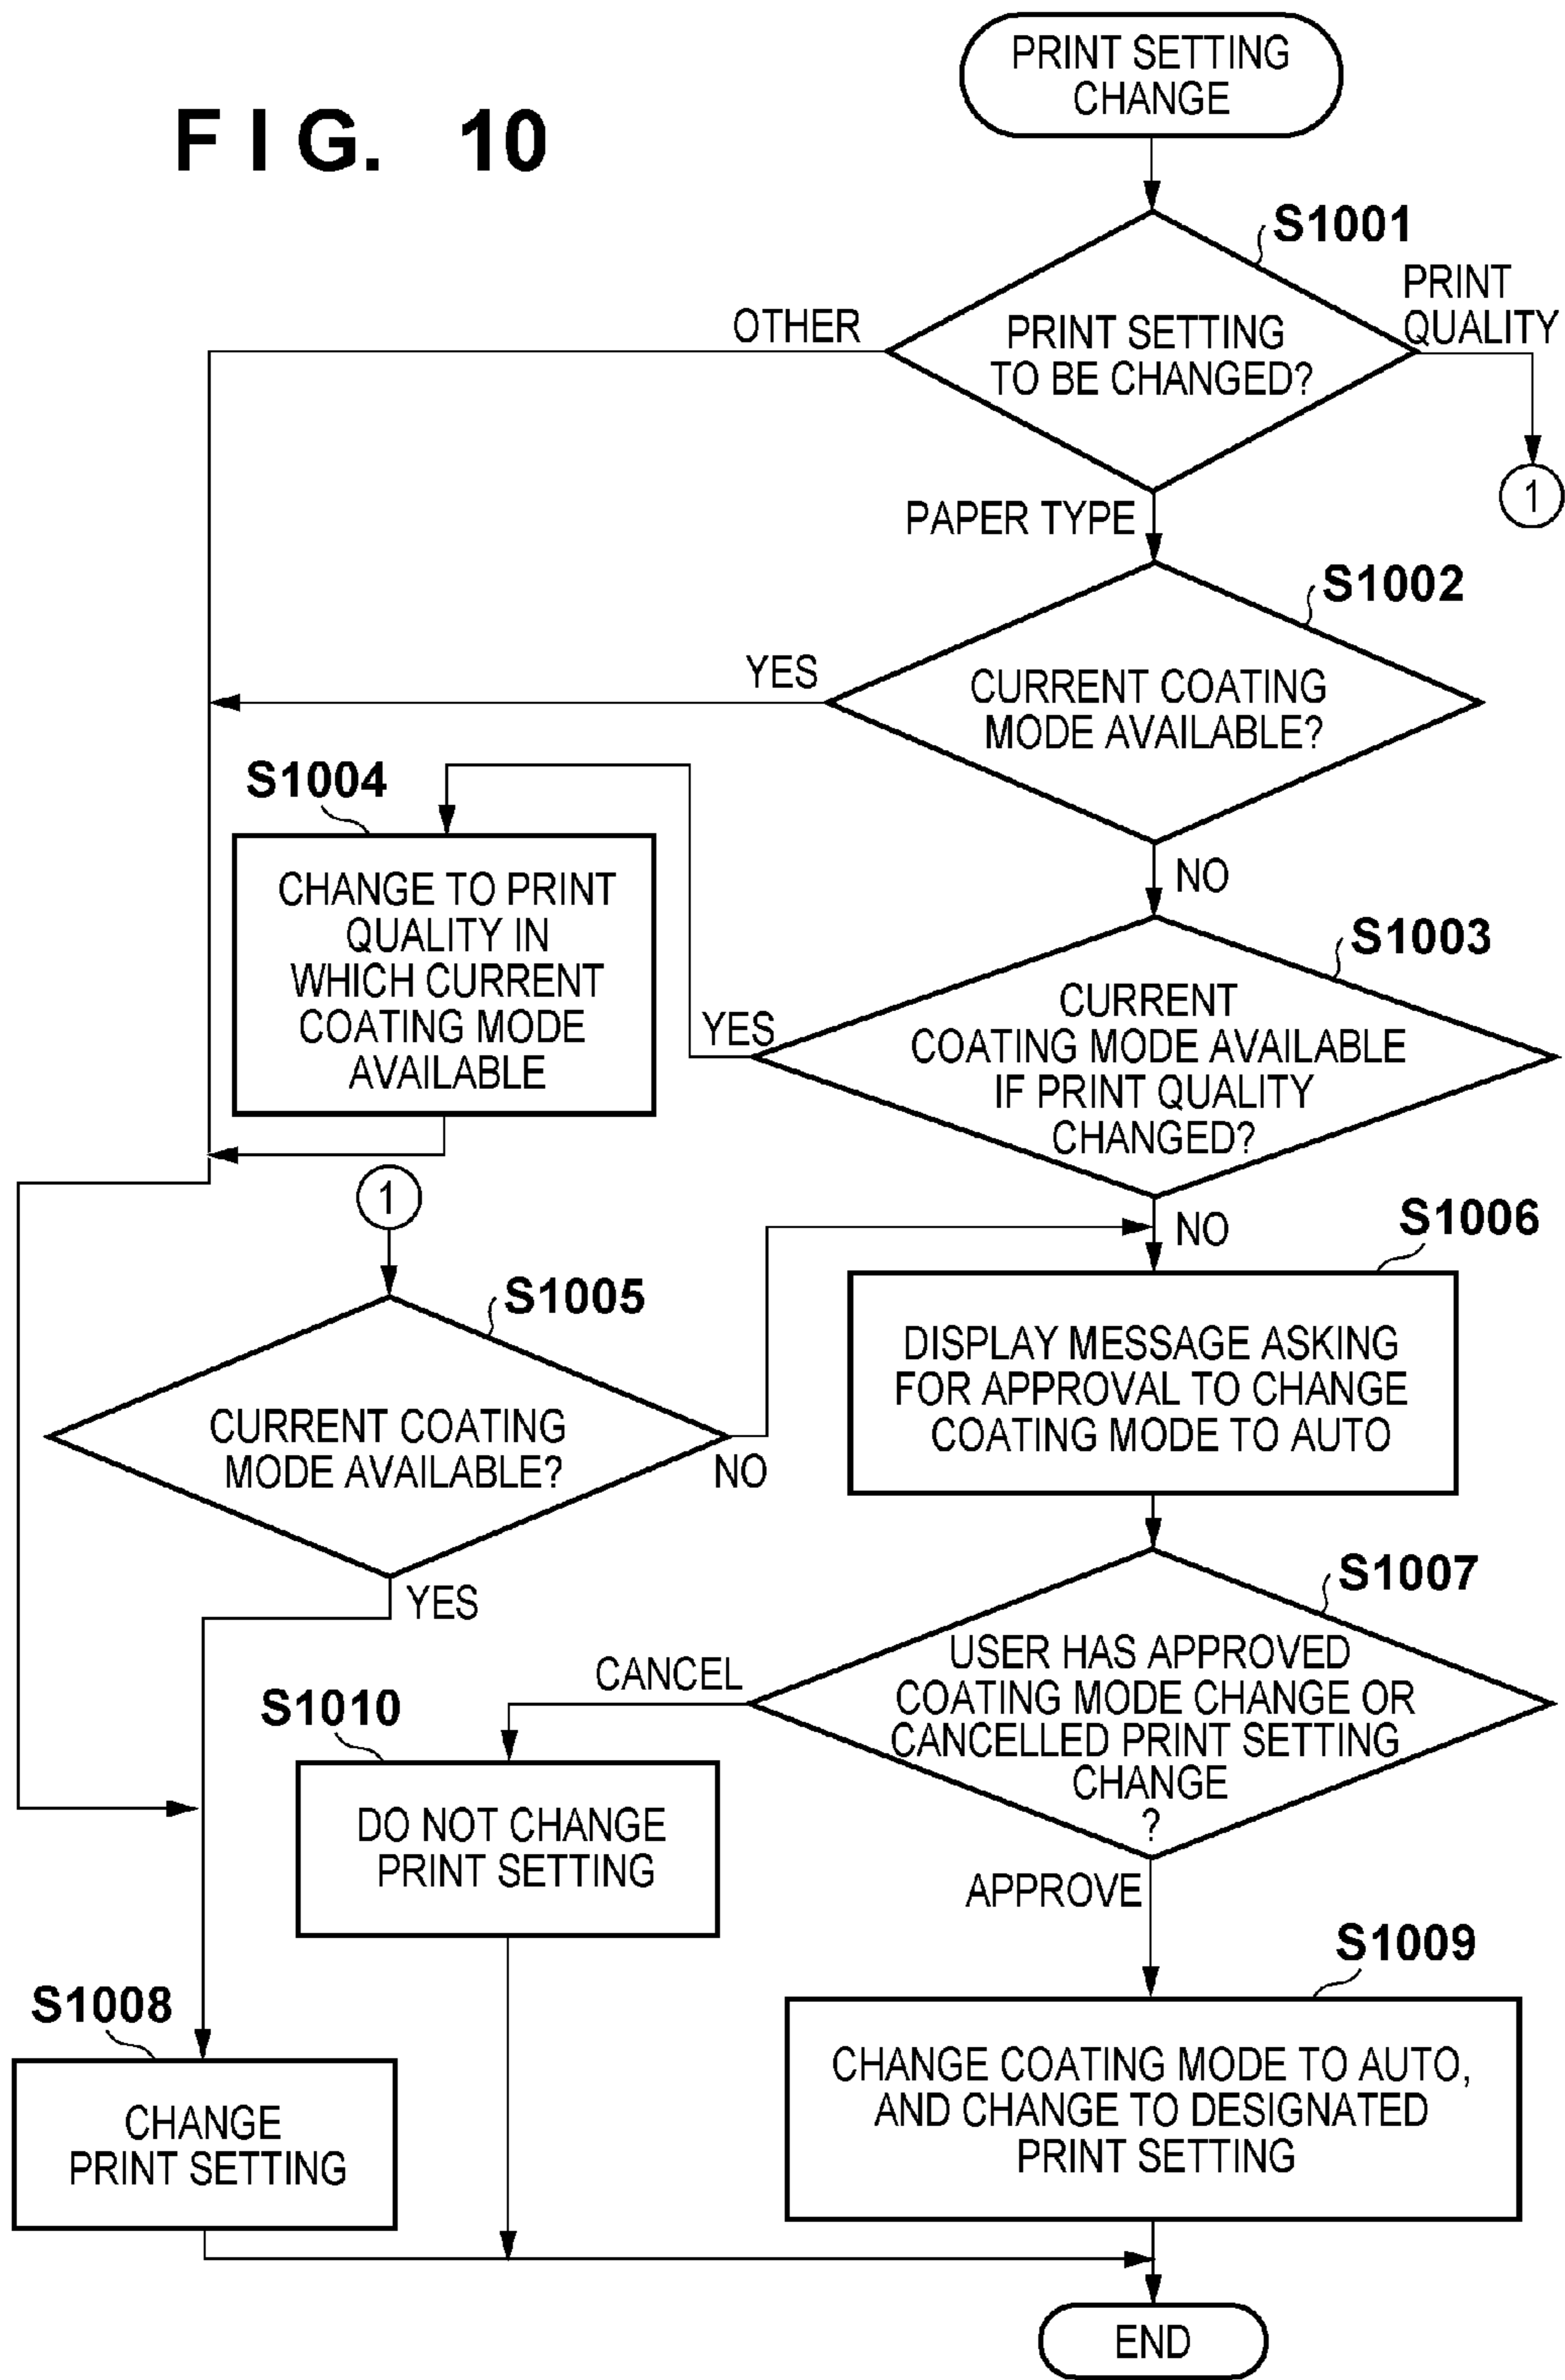 FIG. 10
PRINT SETTING
CHANGE
S1001
PRINT SETTING
TO BE CHANGED?
OTHER
PRINT
QUALITY
1
PAPER TYPE
S1002
CURRENT COATING
MODE AVAILABLE?
YES
NO
S1003
CURRENT
COATING MODE AVAILABLE
IF PRINT QUALITY
CHANGED?
YES
NO
S1004
CHANGE TO PRINT
QUALITY IN
WHICH CURRENT
COATING MODE
AVAILABLE
1
S1005
CURRENT COATING
MODE AVAILABLE?
NO
YES
S1006
DISPLAY MESSAGE ASKING
FOR APPROVAL TO CHANGE
COATING MODE TO AUTO
S1007
USER HAS APPROVED
COATING MODE CHANGE OR
CANCELLED PRINT SETTING
CHANGE
?
CANCEL
APPROVE
S1010
DO NOT CHANGE
PRINT SETTING
S1009
CHANGE COATING MODE TO AUTO,
AND CHANGE TO DESIGNATED
PRINT SETTING
S1008
CHANGE
PRINT SETTING
END